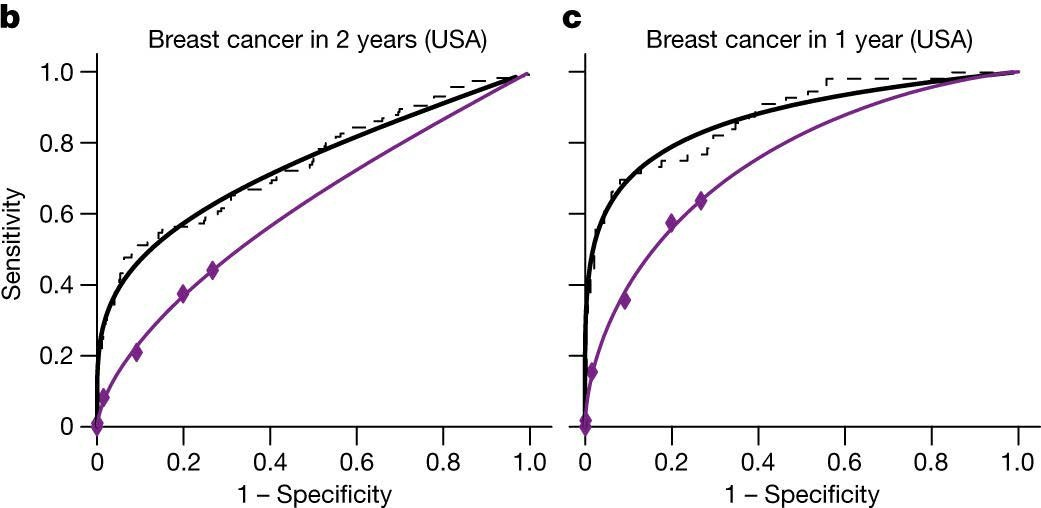 b
Breast cancer in 2 years (USA)
1.0
0.8
0.6
0.4
0.2
0
Sensitivity
0 0.2 0.4 0.6 0.8 1.0
1 – Specificity
c
Breast cancer in 1 year (USA)
0 0.2 0.4 0.6 0.8 1.0
1 – Specificity